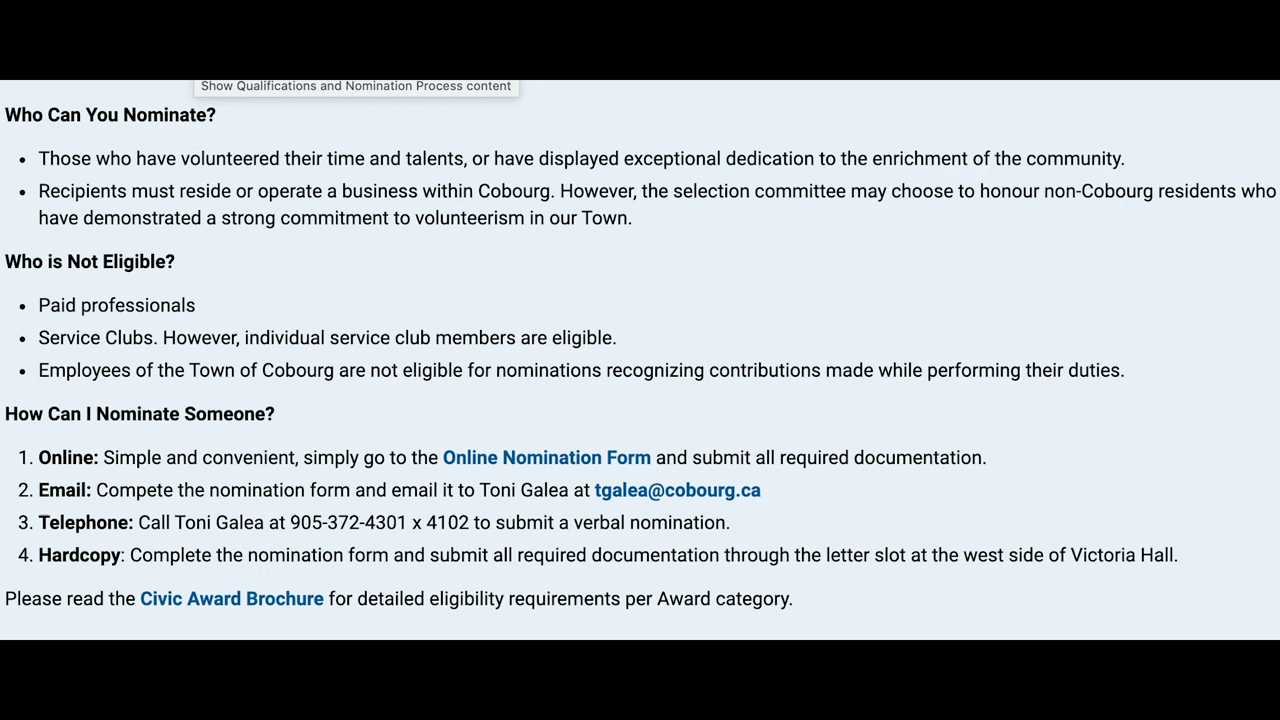 Show Qualifications and Nomination Process content
Who Can You Nominate?
• Those who have volunteered their time and talents, or have displayed exceptional dedication to the enrichment of the community.
• Recipients must reside or operate a business within Cobourg. However, the selection committee may choose to honour non-Cobourg residents who
have demonstrated a strong commitment to volunteerism in our Town.
Who is Not Eligible?
• Paid professionals
• Service Clubs. However, individual service club members are eligible.
• Employees of the Town of Cobourg are not eligible for nominations recognizing contributions made while performing their duties.
How Can I Nominate Someone?
1. Online: Simple and convenient, simply go to the Online Nomination Form and submit all required documentation.
2. Email: Compete the nomination form and email it to Toni Galea at tgalea@cobourg.ca
3. Telephone: Call Toni Galea at 905-372-4301 x 4102 to submit a verbal nomination.
4. Hardcopy: Complete the nomination form and submit all required documentation through the letter slot at the west side of Victoria Hall.
Please read the Civic Award Brochure for detailed eligibility requirements per Award category.